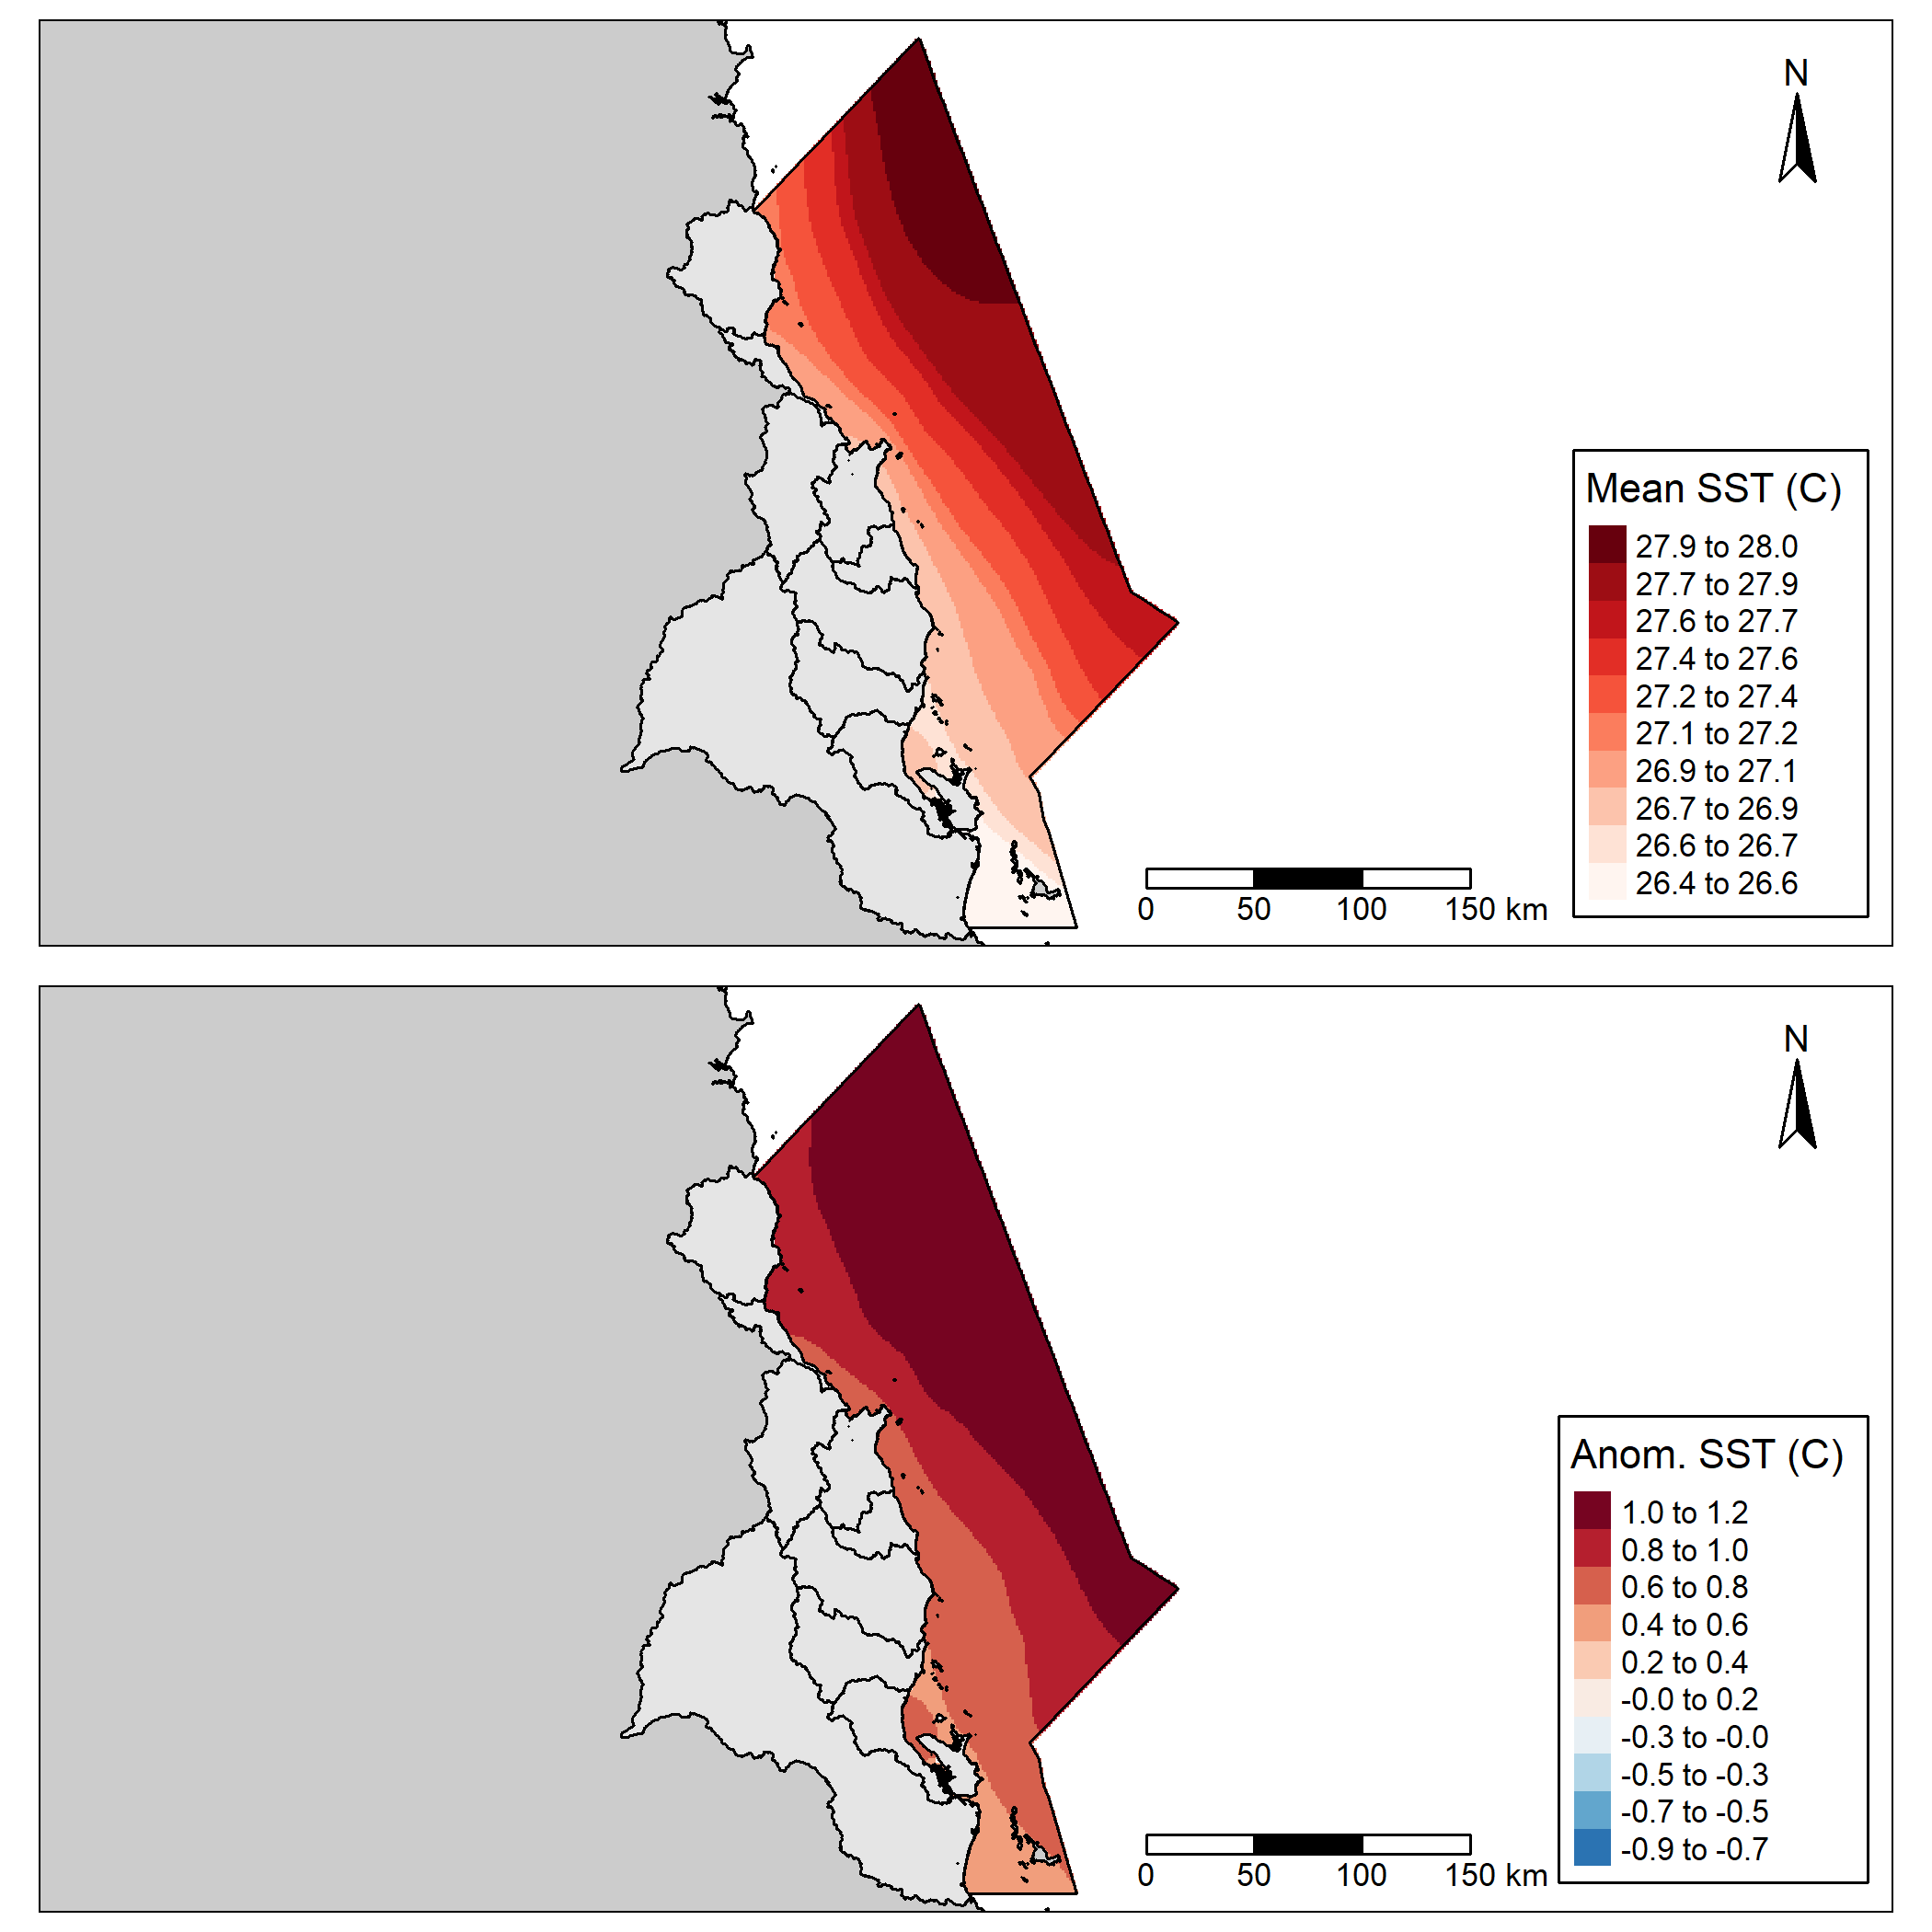 N
Mean SST (C)
27.9 to 28.0
27.7 to 27.9
27.6 to 27.7
27.4 to 27.6
27.2 to 27.4
27.1 to 27.2
26.9 to 27.1
26.7 to 26.9
26.6 to 26.7
26.4 to 26.6
0 50 100 150 km
N
Anom. SST (C)
1.0 to 1.2
0.8 to 1.0
0.6 to 0.8
0.4 to 0.6
0.2 to 0.4
-0.0 to 0.2
-0.3 to -0.0
-0.5 to -0.3
-0.7 to -0.5
-0.9 to -0.7
0 50 100 150 km